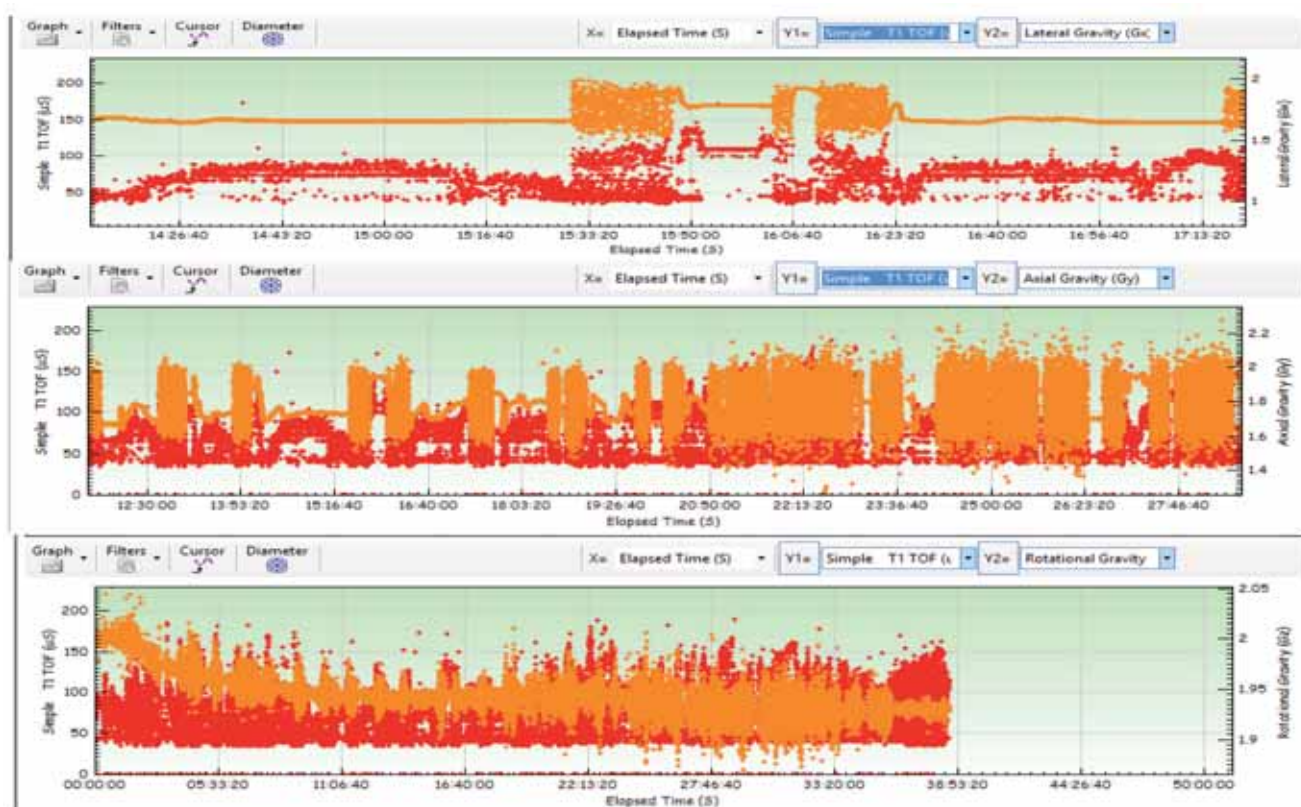 Graph Filters Cursor Diameter X= Elapsed Time (S) Y1= Simple T1 TOF ( Y2= Lateral Gravity (Gx)
200
150
100
50
Simple T1 TOF (uS)
2
1.5
1
Lateral Gravity (Gx)
14:26:40 14:43:20 15:00:00 15:16:40 15:33:20 15:50:00 16:06:40 16:23:20 16:40:00 16:56:40 17:13:20
Elapsed Time (S)
Graph Filters Cursor Diameter X= Elapsed Time (S) Y1= Simple T1 TOF ( Y2= Axial Gravity (Gy)
200
150
100
50
0
Simple T1 TOF (uS)
2.2
2
1.8
1.6
1.4
Axial Gravity (Gy)
12:30:00 13:53:20 15:16:40 16:40:00 18:03:20 19:26:40 20:50:00 22:13:20 23:36:40 25:00:00 26:23:20 27:46:40
Elapsed Time (S)
Graph Filters Cursor Diameter X= Elapsed Time (S) Y1= Simple T1 TOF (u Y2= Rotational Gravity
200
150
100
50
0
Simple T1 TOF (uS)
2.05
2
1.95
1.9
Rotational Gravity (Gz)
00:00:00 05:33:20 11:06:40 16:40:00 22:13:20 27:46:40 33:20:00 38:53:20 44:26:40 50:00:00
Elapsed Time (S)